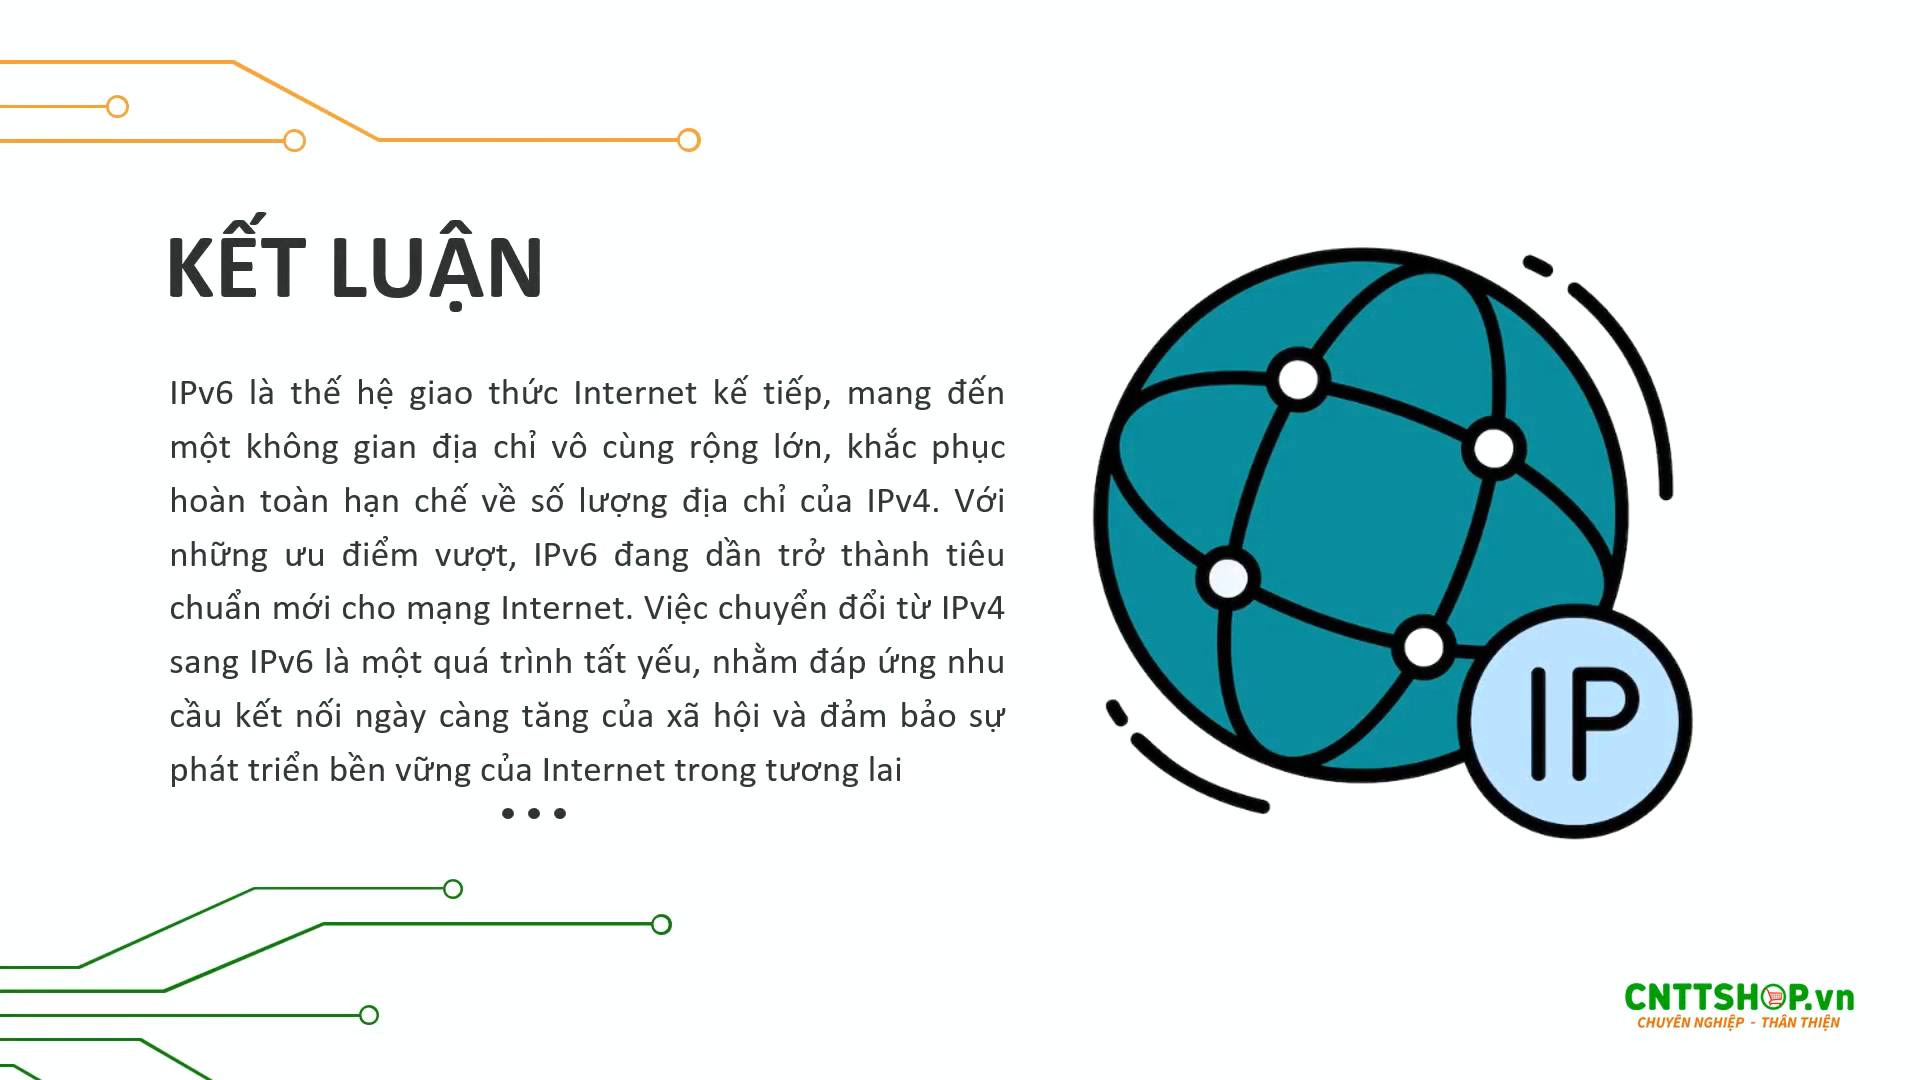 KẾT LUẬN
IPv6 là thế hệ giao thức Internet kế tiếp, mang đến
một không gian địa chỉ vô cùng rộng lớn, khắc phục
hoàn toàn hạn chế về số lượng địa chỉ của IPv4. Với
những ưu điểm vượt, IPv6 đang dần trở thành tiêu
chuẩn mới cho mạng Internet. Việc chuyển đổi từ IPv4
sang IPv6 là một quá trình tất yếu, nhằm đáp ứng nhu
cầu kết nối ngày càng tăng của xã hội và đảm bảo sự
phát triển bền vững của Internet trong tương lai
IP
CNTTSHOP.vn
CHUYÊN NGHIỆP - THÂN THIỆN